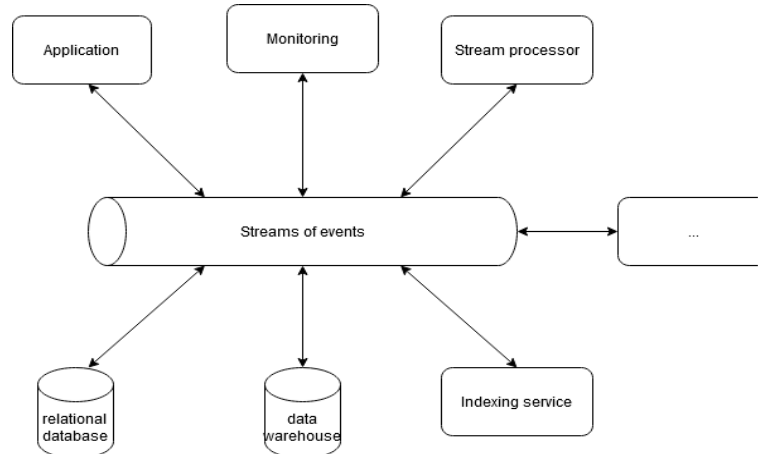 Application
Monitoring
Stream processor
Streams of events
...
relational
database
data
warehouse
Indexing service